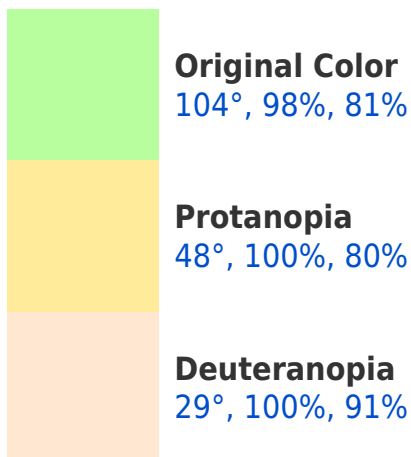 Original Color
104°, 98%, 81%
Protanopia
48°, 100%, 80%
Deuteranopia
29°, 100%, 91%